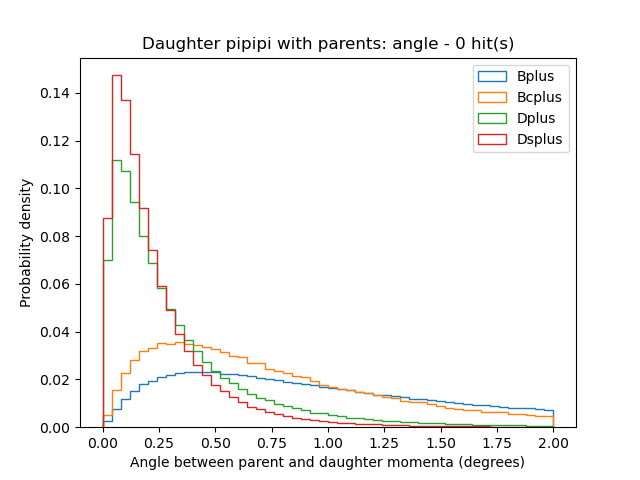 Daughter pipipi with parents: angle - 0 hit(s)
Bplus
Bcplus
Dplus
Dsplus
Probability density
0.14
0.12
0.10
0.08
0.06
0.04
0.02
0.00
0.00 0.25 0.50 0.75 1.00 1.25 1.50 1.75 2.00
Angle between parent and daughter momenta (degrees)